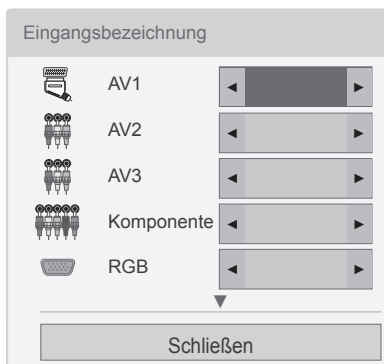 Eingangsbezeichnung
AV1
AV2
AV3
Komponente
RGB
Schließen